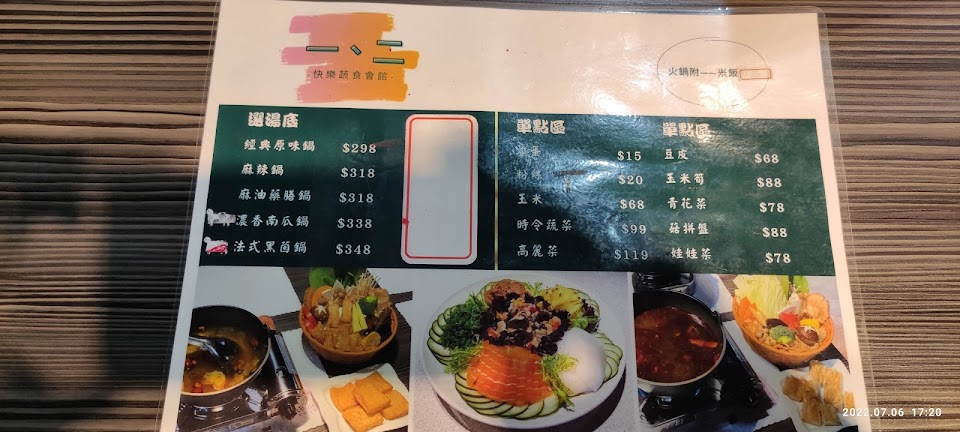 一、二
快樂蔬食會館
火鍋附——米飯
選湯底
經典原味鍋 $298
麻辣鍋 $318
麻油藥膳鍋 $318
濃香南瓜鍋 $338
法式黑菌鍋 $348
單點區
$15
粉絲 $20
玉米 $68
時令蔬菜 $99
高麗菜 $119
單點區
豆皮 $68
玉米筍 $88
青花菜 $78
菇拼盤 $88
娃娃菜 $78
2022.07.06 17:20